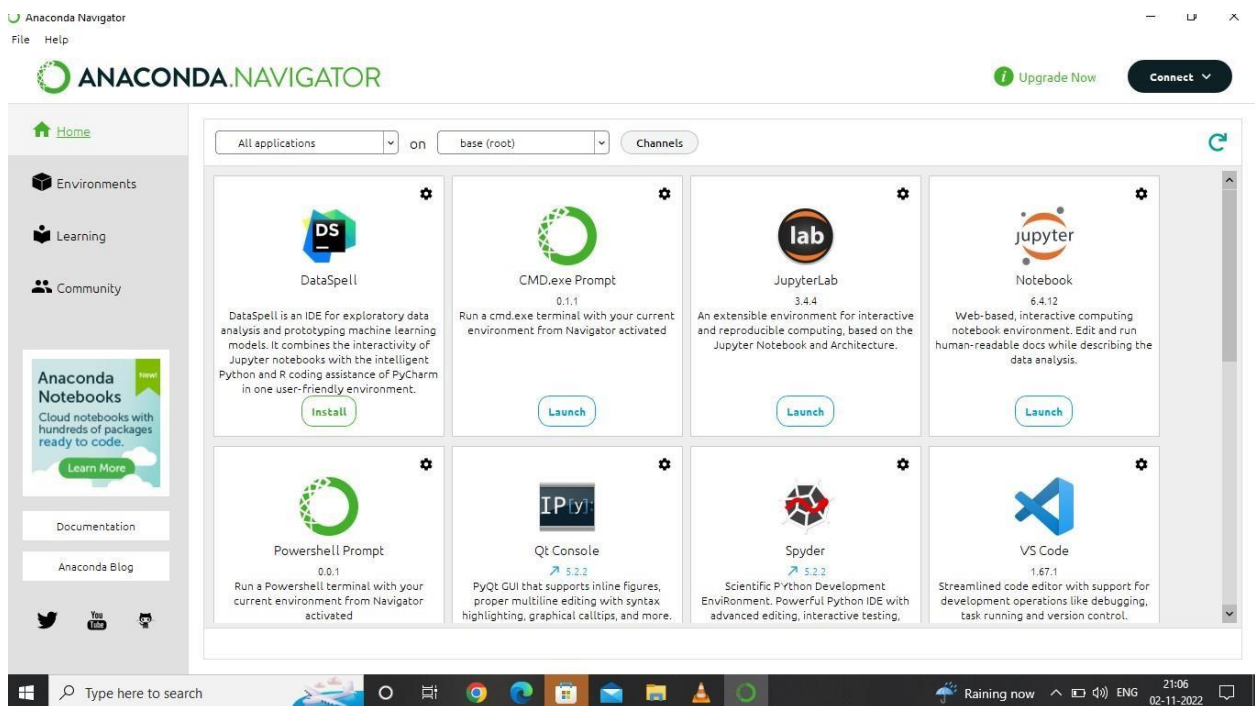 Anaconda Navigator
File Help
ANACONDA.NAVIGATOR
Upgrade Now
Connect
Home
Environments
Learning
Community
Anaconda Notebooks
New!
Cloud notebooks with
hundreds of packages
ready to code.
Learn More
Documentation
Anaconda Blog
You
Tube
All applications on base (root) Channels
DS
DataSpell
DataSpell is an IDE for exploratory data
analysis and prototyping machine learning
models. It combines the interactivity of
Jupyter notebooks with the intelligent
Python and R coding assistance of PyCharm
in one user-friendly environment.
Install
CMD.exe Prompt
0.1.1
Run a cmd.exe terminal with your current
environment from Navigator activated
Launch
lab
JupyterLab
3.4.4
An extensible environment for interactive
and reproducible computing, based on the
Jupyter Notebook and Architecture.
Launch
jupyter
Notebook
6.4.12
Web-based, interactive computing
notebook environment. Edit and run
human-readable docs while describing the
data analysis.
Launch
Powershell Prompt
0.0.1
Run a Powershell terminal with your
current environment from Navigator
activated
IP[y]:
Qt Console
5.2.2
PyQt GUI that supports inline figures,
proper multiline editing with syntax
highlighting, graphical calltips, and more.
Spyder
5.2.2
Scientific PYthon Development
EnviRonment. Powerful Python IDE with
advanced editing, interactive testing,
VS Code
1.67.1
Streamlined code editor with support for
development operations like debugging,
task running and version control.
Type here to search
Raining now
ENG
21:06
02-11-2022